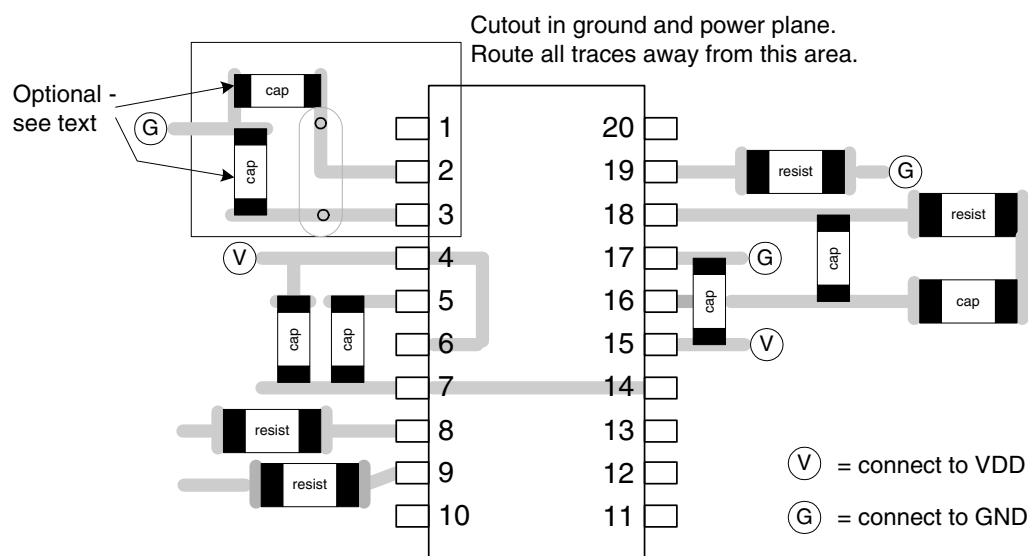 Cutout in ground and power plane.
Route all traces away from this area.
Optional -
see text
cap
G
cap
1
2
3
V
4
5
6
cap
cap
7
resist
8
resist
9
10
20
19
resist
G
18
resist
17
G
cap
16
cap
cap
15
V
14
13
12
11
V = connect to VDD
G = connect to GND